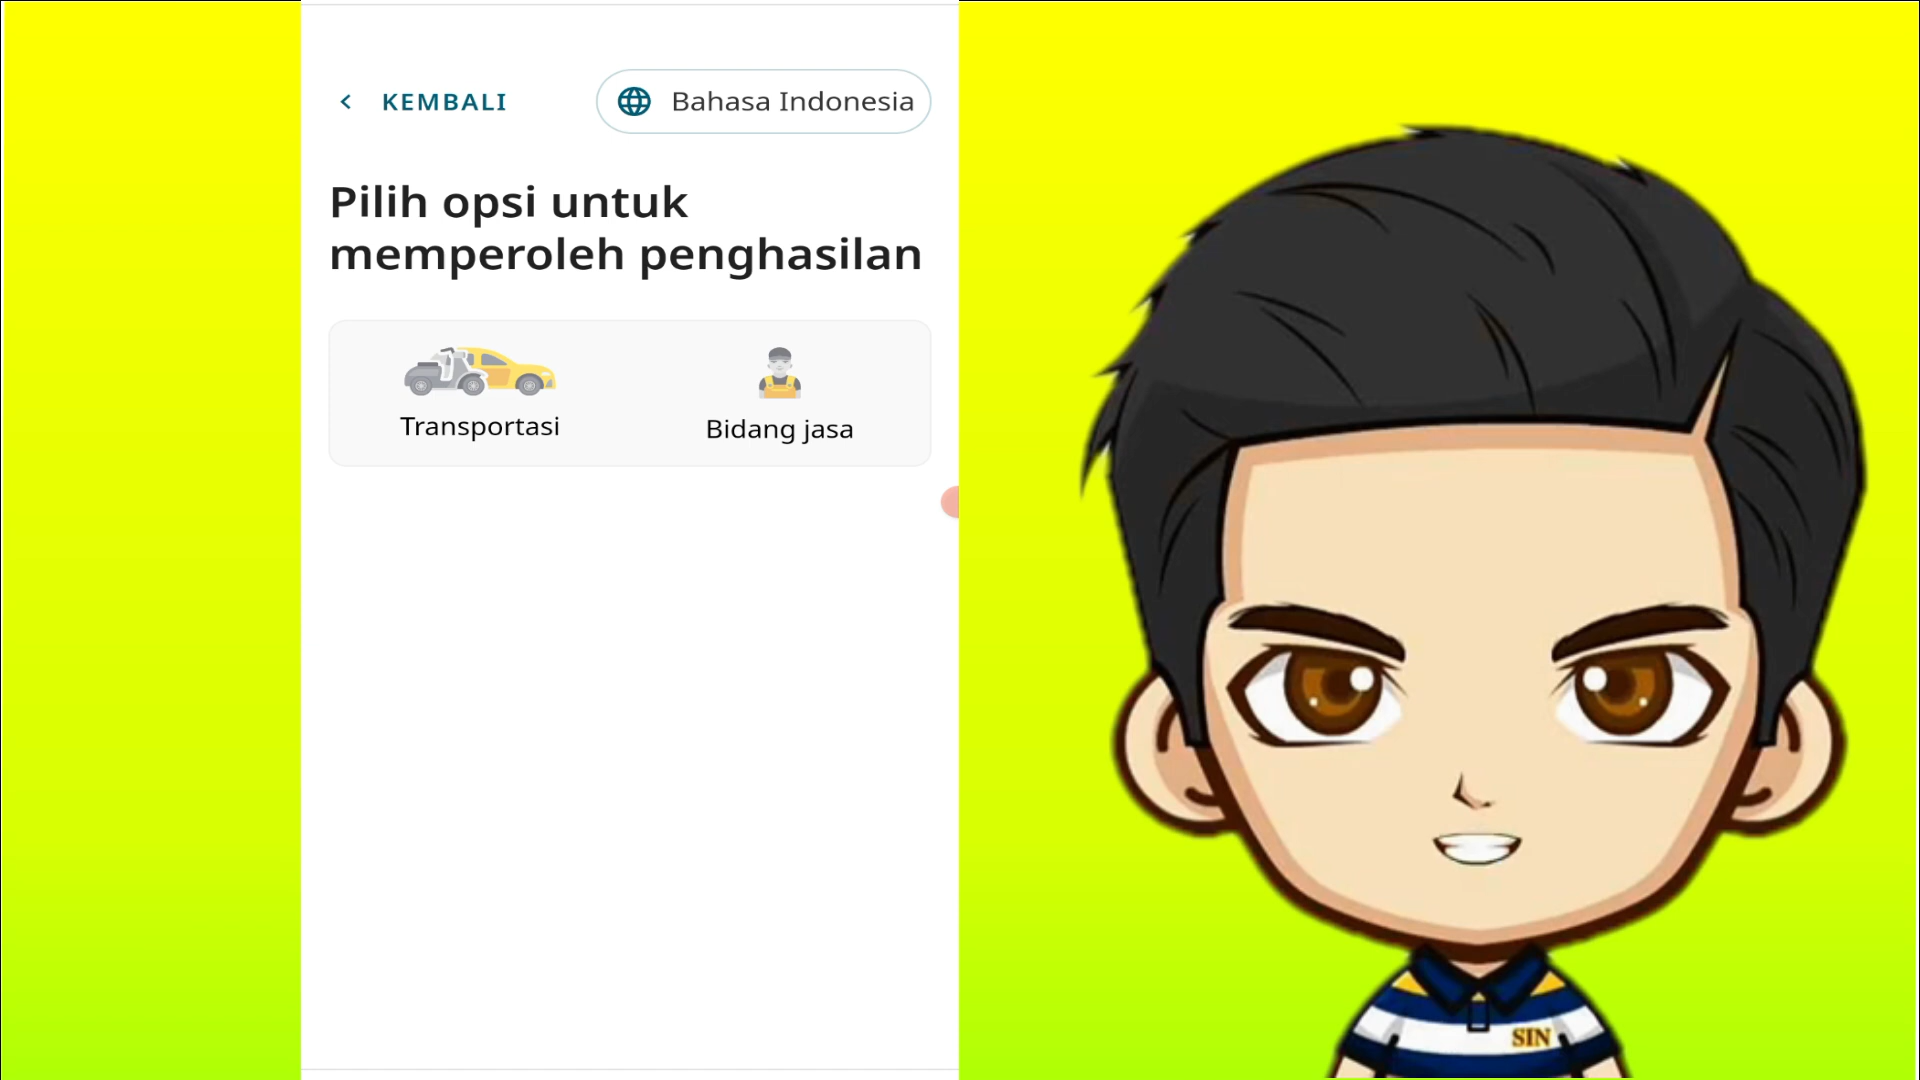 KEMBALI
Bahasa Indonesia
Pilih opsi untuk
memperoleh penghasilan
Transportasi
Bidang jasa
SIN